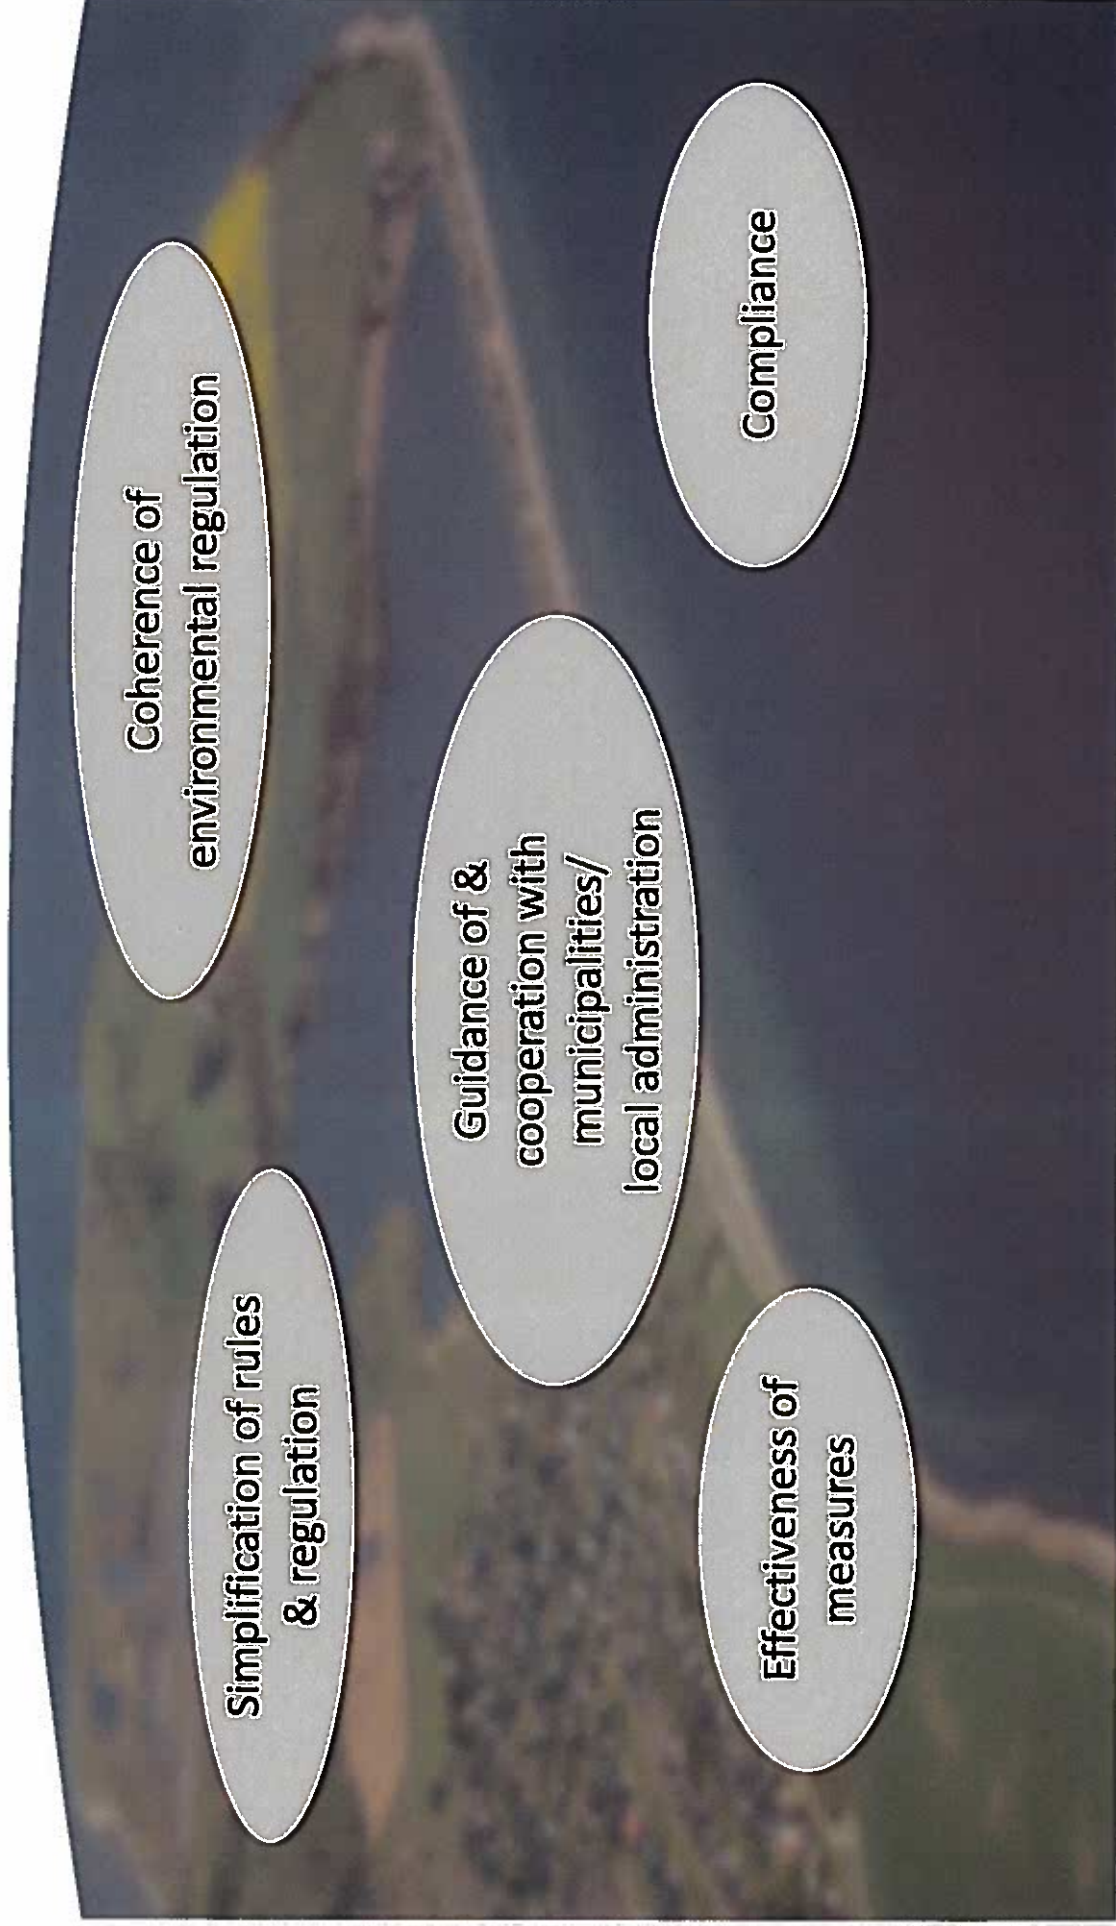 Simplification of rules
& regulation
Coherence of
environmental regulation
Guidance of &
cooperation with
municipalities/
local administration
Effectiveness of
measures
Compliance